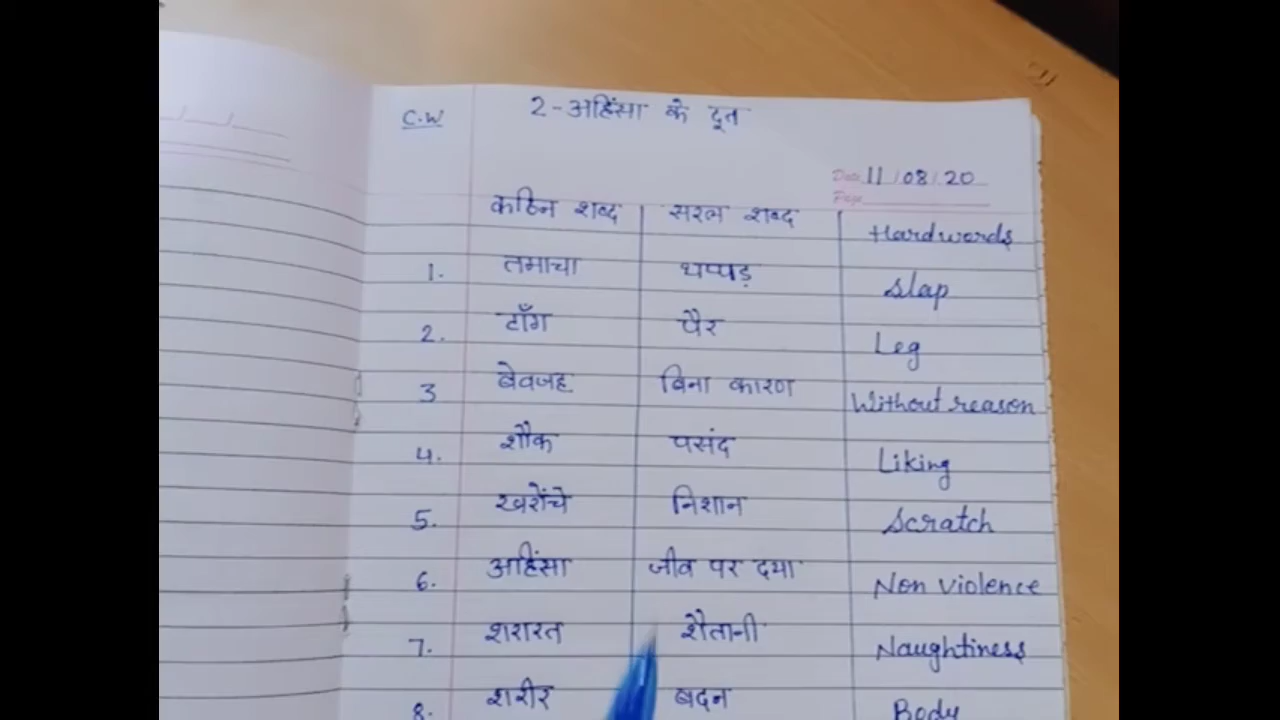 C.W 2-अहिंसा के दूत
Date 11/08/20
Page
कठिन शब्द सरल शब्द Hardwords
1. तमाचा थप्पड़ Slap
2. टाँग पैर Leg
3 बेवजह बिना कारण Without reason
4. शौक पसंद Liking
5. खरोंचे निशान Scratch
6. अहिंसा जीव पर दया Non Violence
7. शरारत शैतानी Naughtiness
8. शरीर बदन Body